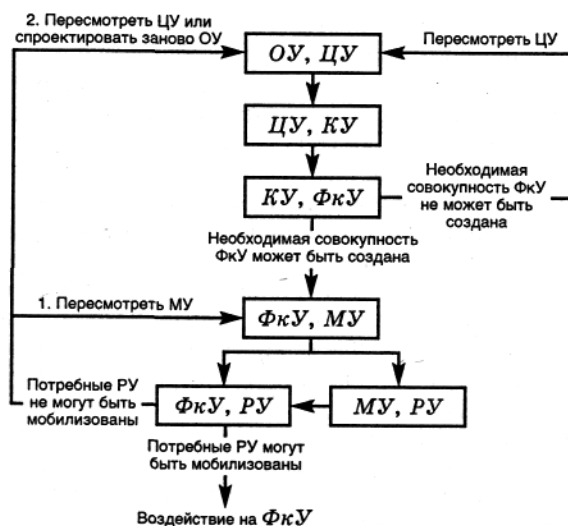 2. Пересмотреть ЦУ или
спроектировать заново ОУ
ОУ, ЦУ
Пересмотреть ЦУ
ЦУ, КУ
КУ, ФкУ
Необходимая
совокупность ФкУ
не может быть
создана
Необходимая совокупность
ФкУ может быть создана
1. Пересмотреть МУ
ФкУ, МУ
Потребные РУ
не могут быть
мобилизованы
ФкУ, РУ
МУ, РУ
Потребные РУ могут
быть мобилизованы
Воздействие на ФкУ